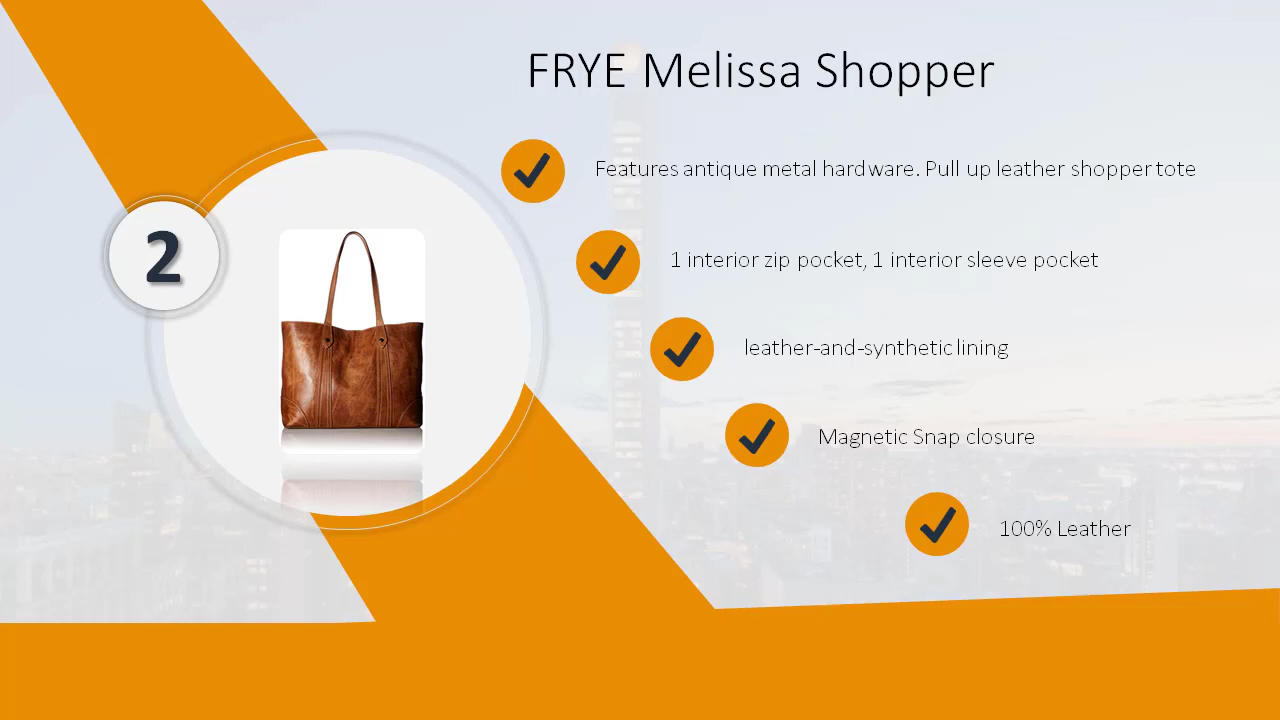 FRYE Melissa Shopper
Features antique metal hardware. Pull up leather shopper tote
2
1 interior zip pocket, 1 interior sleeve pocket
leather-and-synthetic lining
Magnetic Snap closure
100% Leather